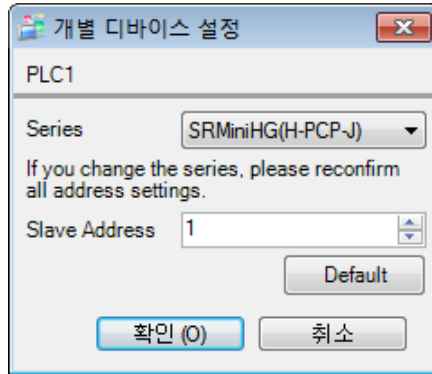 개별 디바이스 설정
PLC1
Series SRMiniHG(H-PCP-J)
If you change the series, please reconfirm
all address settings.
Slave Address 1
Default
확인 (O) 취소